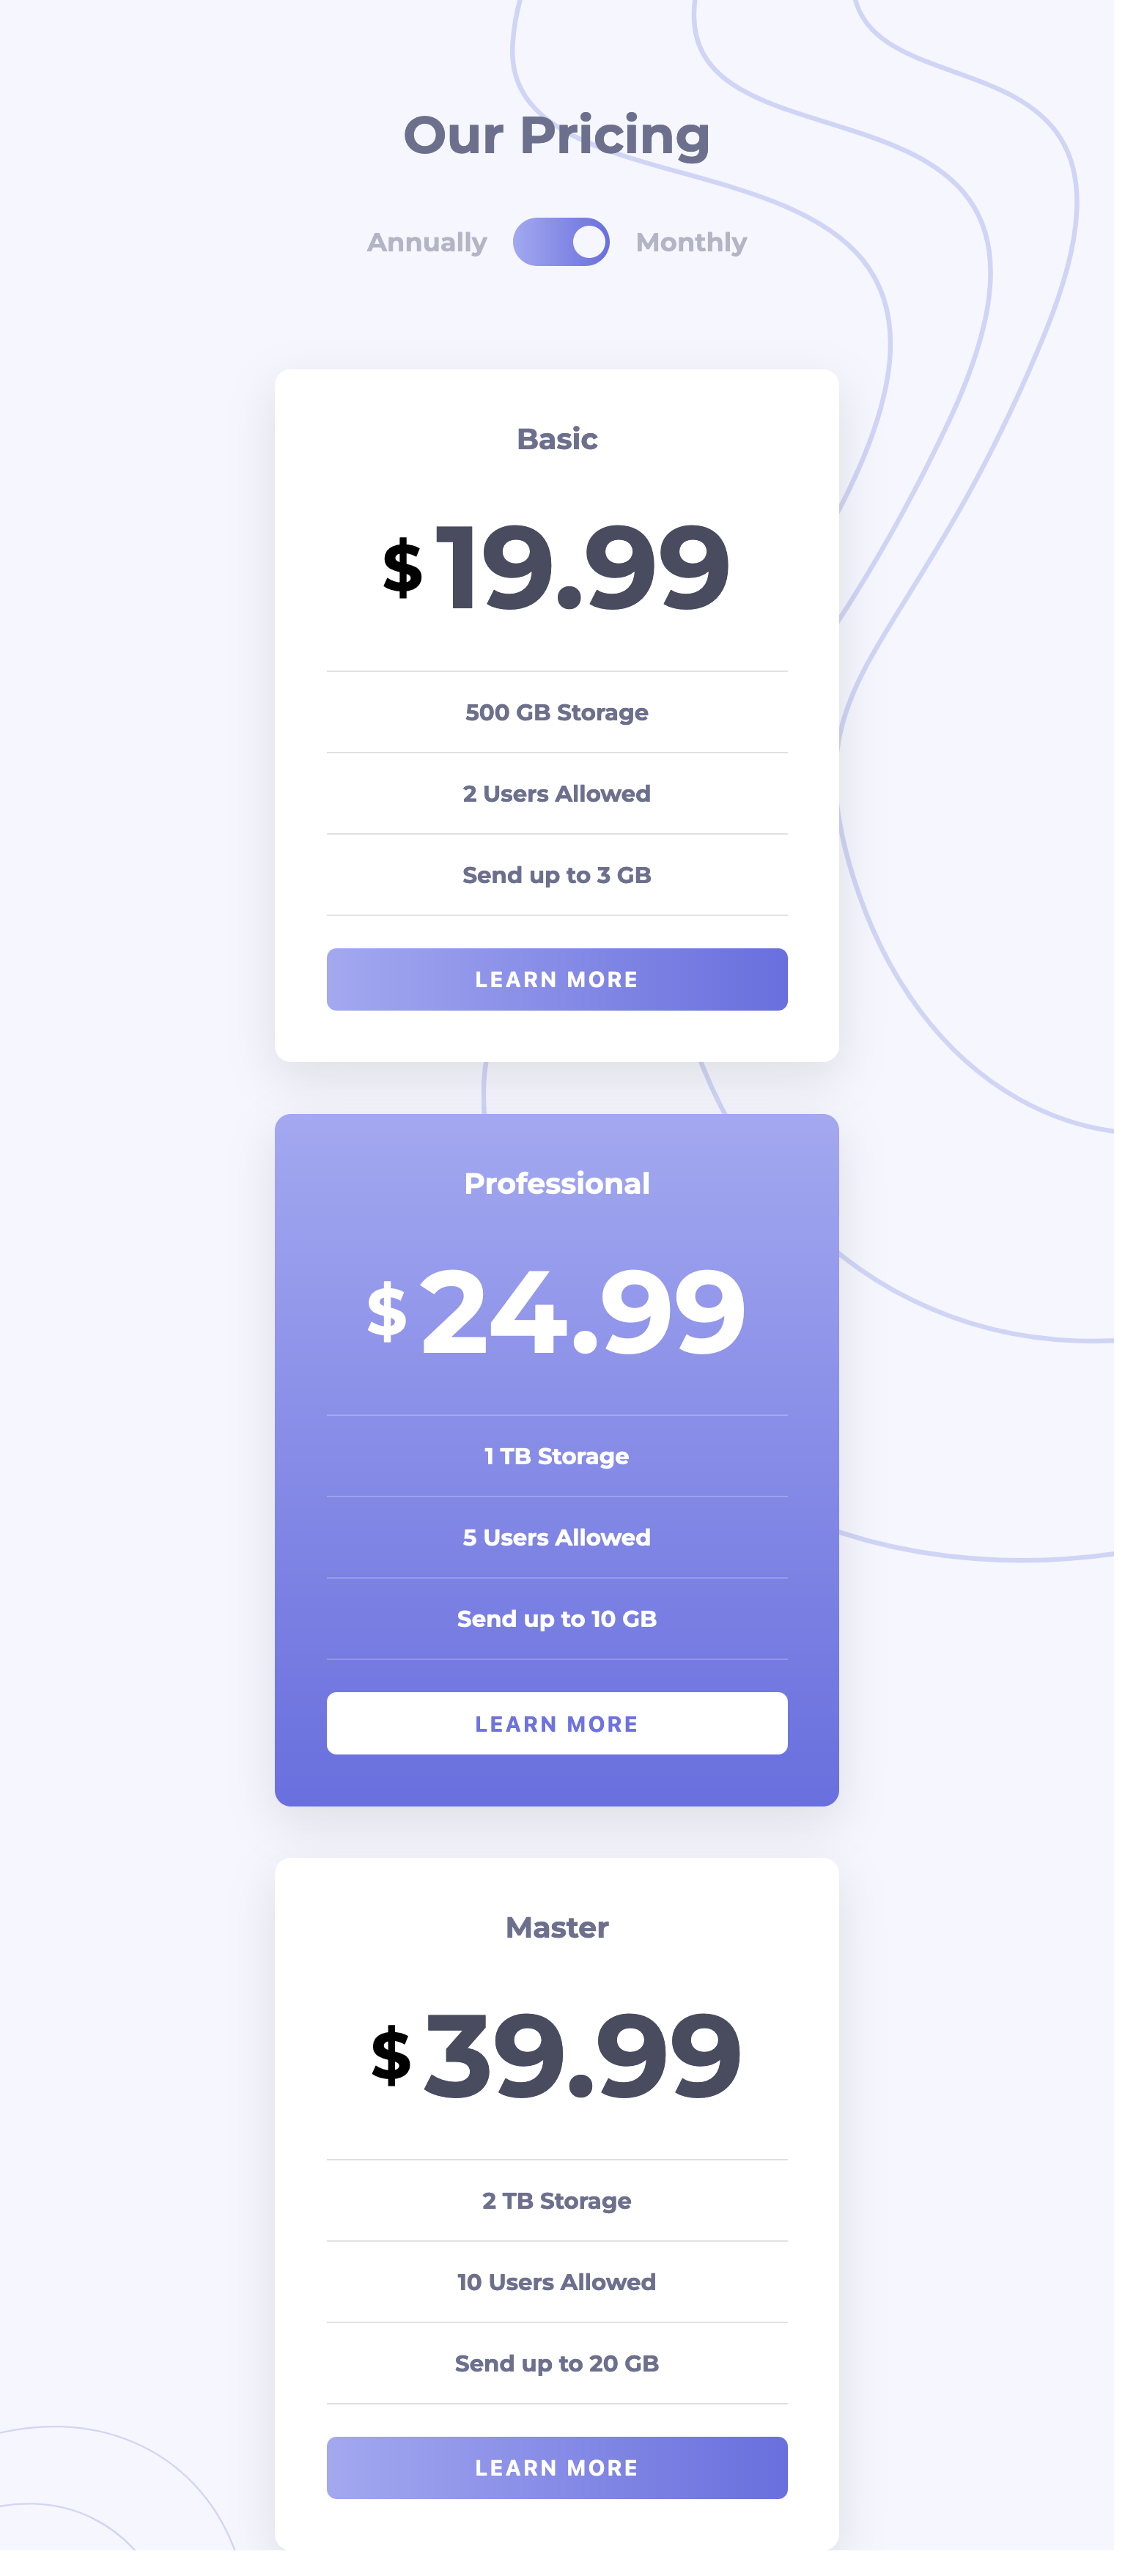 Our Pricing
Annually Monthly
Basic
$19.99
500 GB Storage
2 Users Allowed
Send up to 3 GB
LEARN MORE
Professional
$24.99
1 TB Storage
5 Users Allowed
Send up to 10 GB
LEARN MORE
Master
$39.99
2 TB Storage
10 Users Allowed
Send up to 20 GB
LEARN MORE